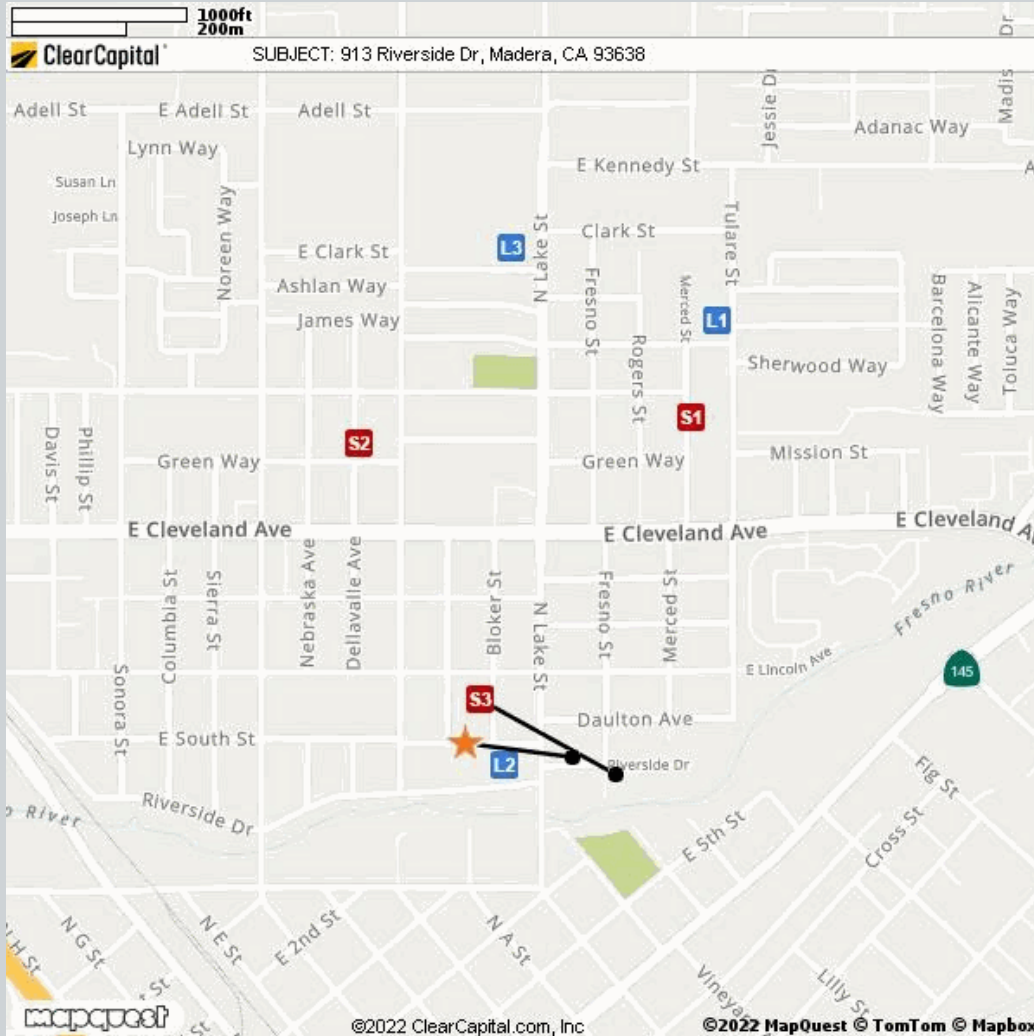 1000ft
200m
ClearCapital
SUBJECT: 913 Riverside Dr, Madera, CA 93638
Adell St
E Adell St
Adell St
Jessie Dr
Adanac Way
Lynn Way
E Kennedy St
Susan Ln
Joseph Ln
Noreen Way
N Lake St
Clark St
Tulare St
L3
E Clark St
Ashlan Way
Fresno St
Merced St
L1
Barcelona Way
Alicante Way
Toluca Way
James Way
Rogers St
Sherwood Way
S1
S2
Davis St
Phillip St
Green Way
Green Way
Mission St
E Cleveland Ave
E Cleveland Ave
E Cleveland
Columbia St
Sierra St
Nebraska Ave
Dellavalle Ave
Bloker St
N Lake St
Fresno St
Merced St
Fresno River
E Lincoln Ave
145
Sonora St
S3
Daulton Ave
E South St
L2
Riverside Dr
Riverside Dr
River
Fig St
Cross St
E 5th St
N H St
N G St
N E St
E 2nd St
N A St
Lilly St
St
mapquest
©2022 ClearCapital.com, Inc
©2022 MapQuest © TomTom © Mapbo